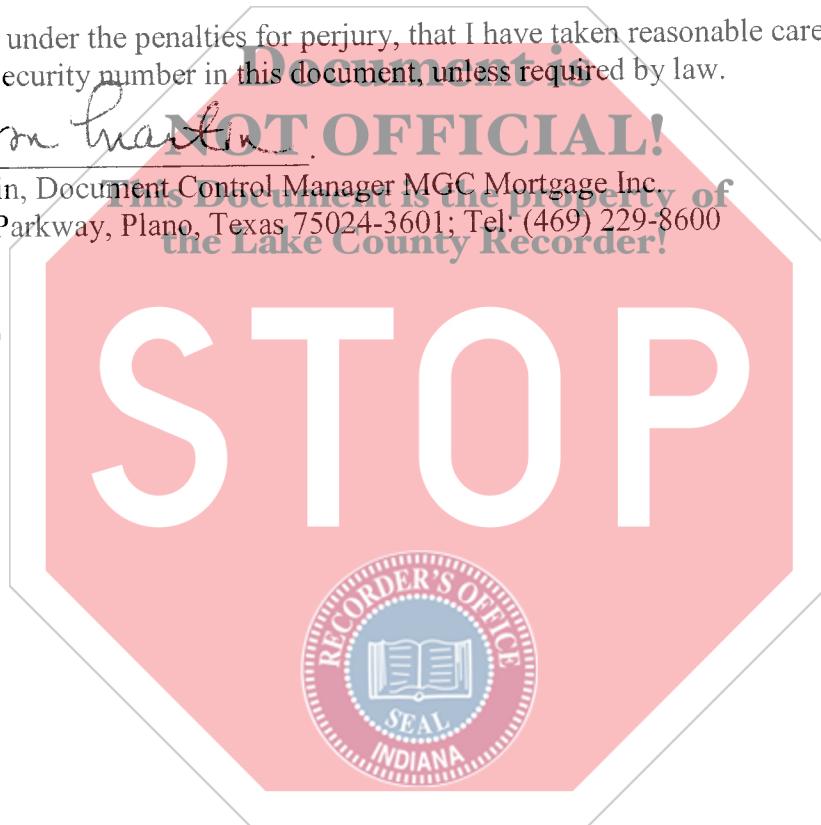 under the penalties for perjury, that I have taken reasonable care
ecurity number in this document, unless required by law.
Document is
NOT OFFICIAL!
Martin
in, Document Control Manager MGC Mortgage Inc.
This Document is the property of
Parkway, Plano, Texas 75024-3601; Tel: (469) 229-8600
the Lake County Recorder!
STOP
RECORDER'S OFFICE
SEAL
INDIANA